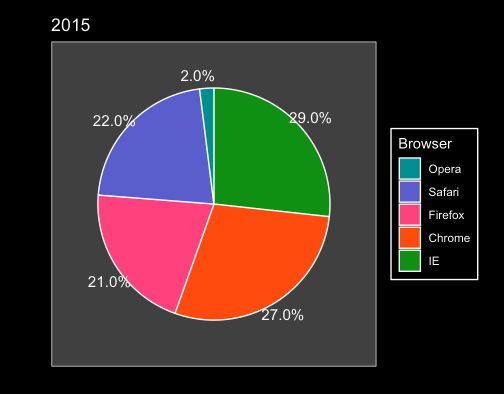 2015
2.0%
29.0%
22.0%
21.0%
27.0%
Browser
Opera
Safari
Firefox
Chrome
IE